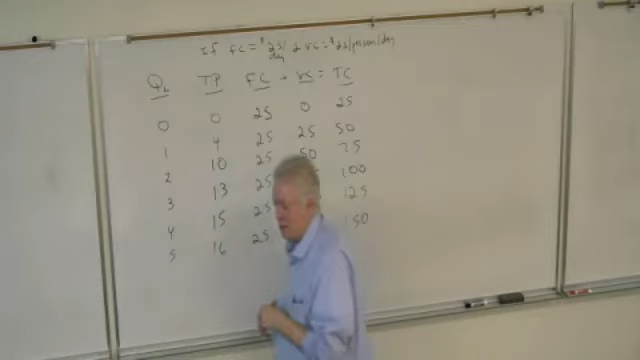 If FC = $25/day & VC = $25/person/day
QL TP FC + VC = TC
0 0 25 0 25
1 4 25 25 50
2 10 25 50 75
3 13 25 100
4 15 25 125
5 16 25 150